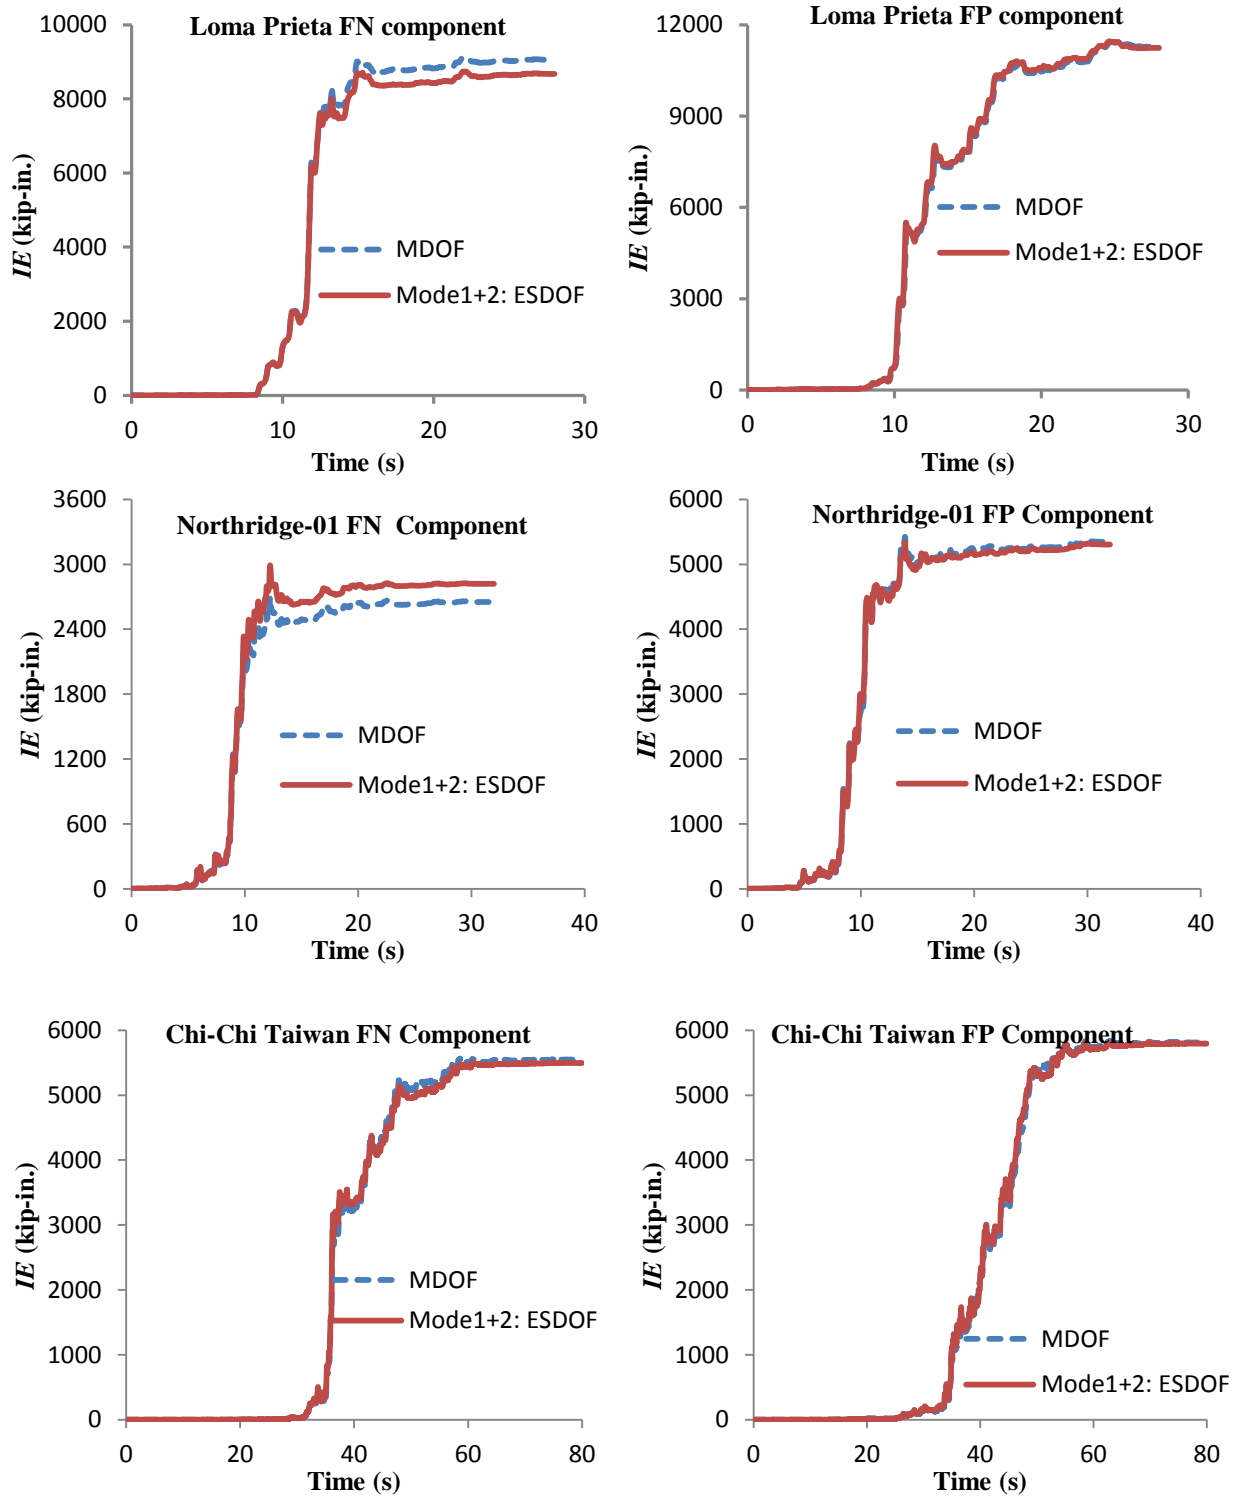 Loma Prieta FN component
10000
8000
6000
4000
2000
0
IE (kip-in.)
MDOF
Mode1+2: ESDOF
0 10 20 30
Time (s)
Loma Prieta FP component
12000
9000
6000
3000
0
IE (kip-in.)
MDOF
Mode1+2: ESDOF
0 10 20 30
Time (s)
Northridge-01 FN Component
3600
3000
2400
1800
1200
600
0
IE (kip-in.)
MDOF
Mode1+2: ESDOF
0 10 20 30 40
Time (s)
Northridge-01 FP Component
6000
5000
4000
3000
2000
1000
0
IE (kip-in.)
MDOF
Mode1+2: ESDOF
0 10 20 30 40
Time (s)
Chi-Chi Taiwan FN Component
6000
5000
4000
3000
2000
1000
0
IE (kip-in.)
MDOF
Mode1+2: ESDOF
0 20 40 60 80
Time (s)
Chi-Chi Taiwan FP Component
6000
5000
4000
3000
2000
1000
0
IE (kip-in.)
MDOF
Mode1+2: ESDOF
0 20 40 60 80
Time (s)